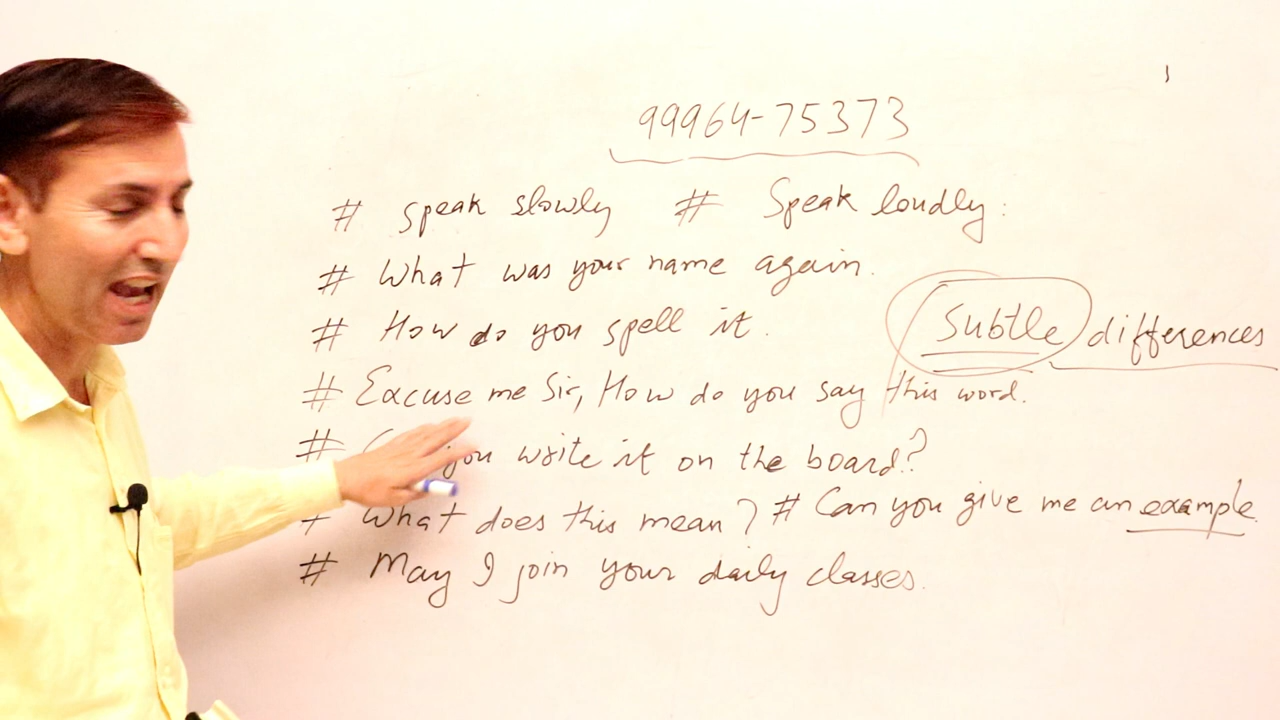 99964-75373
# Speak slowly # Speak loudly:
# What was your name again.
# How do you spell it.
Subtle differences
# Excuse me Sir, How do you say this word.
# you write it on the board?
# What does this mean? # Can you give me an example.
# May I join your daily classes.